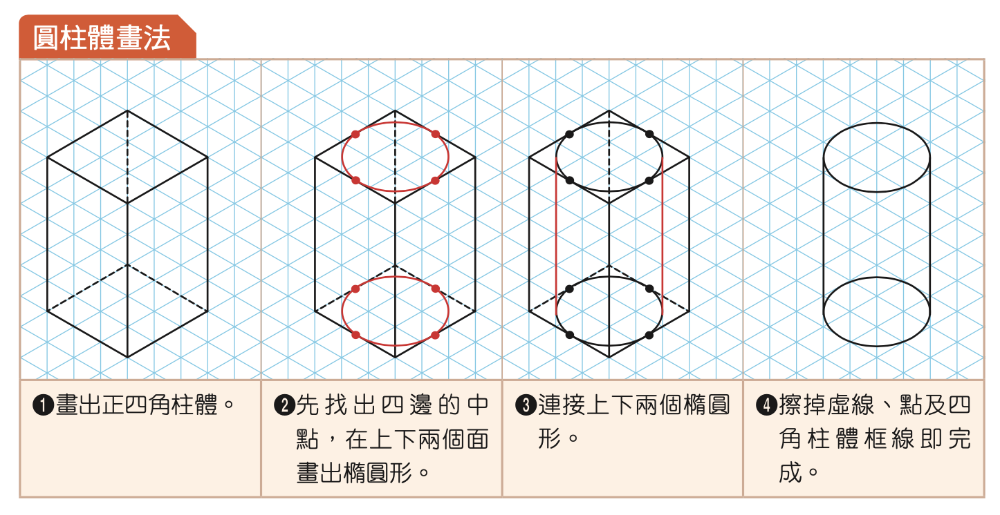 圓柱體畫法
❶畫出正四角柱體。
❷先找出四邊的中
點，在上下兩個面
畫出橢圓形。
❸連接上下兩個橢圓
形。
❹擦掉虛線、點及四
角柱體框線即完
成。